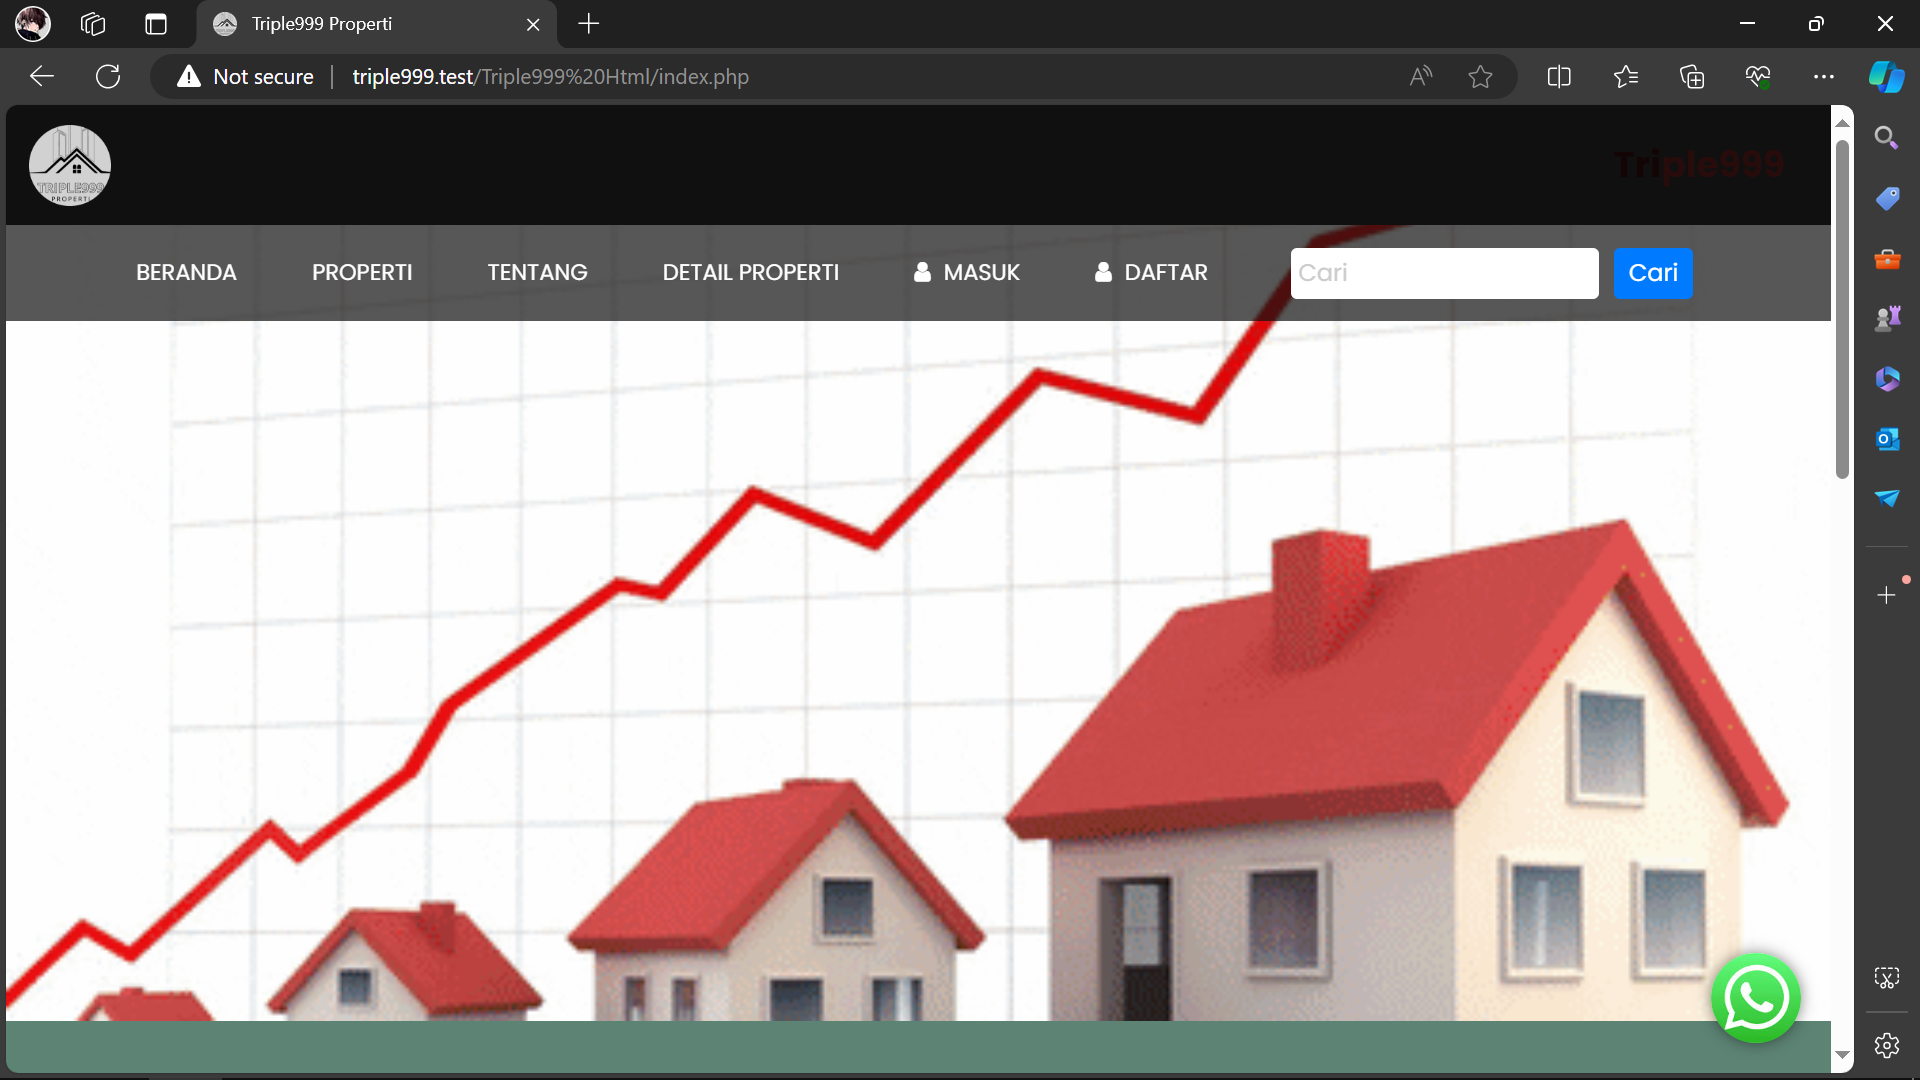 Triple999 Properti
Not secure
triple999.test/Triple999%20Html/index.php
TRIPLE999
PROPERTI
Triple999
BERANDA PROPERTI TENTANG DETAIL PROPERTI MASUK DAFTAR Cari Cari